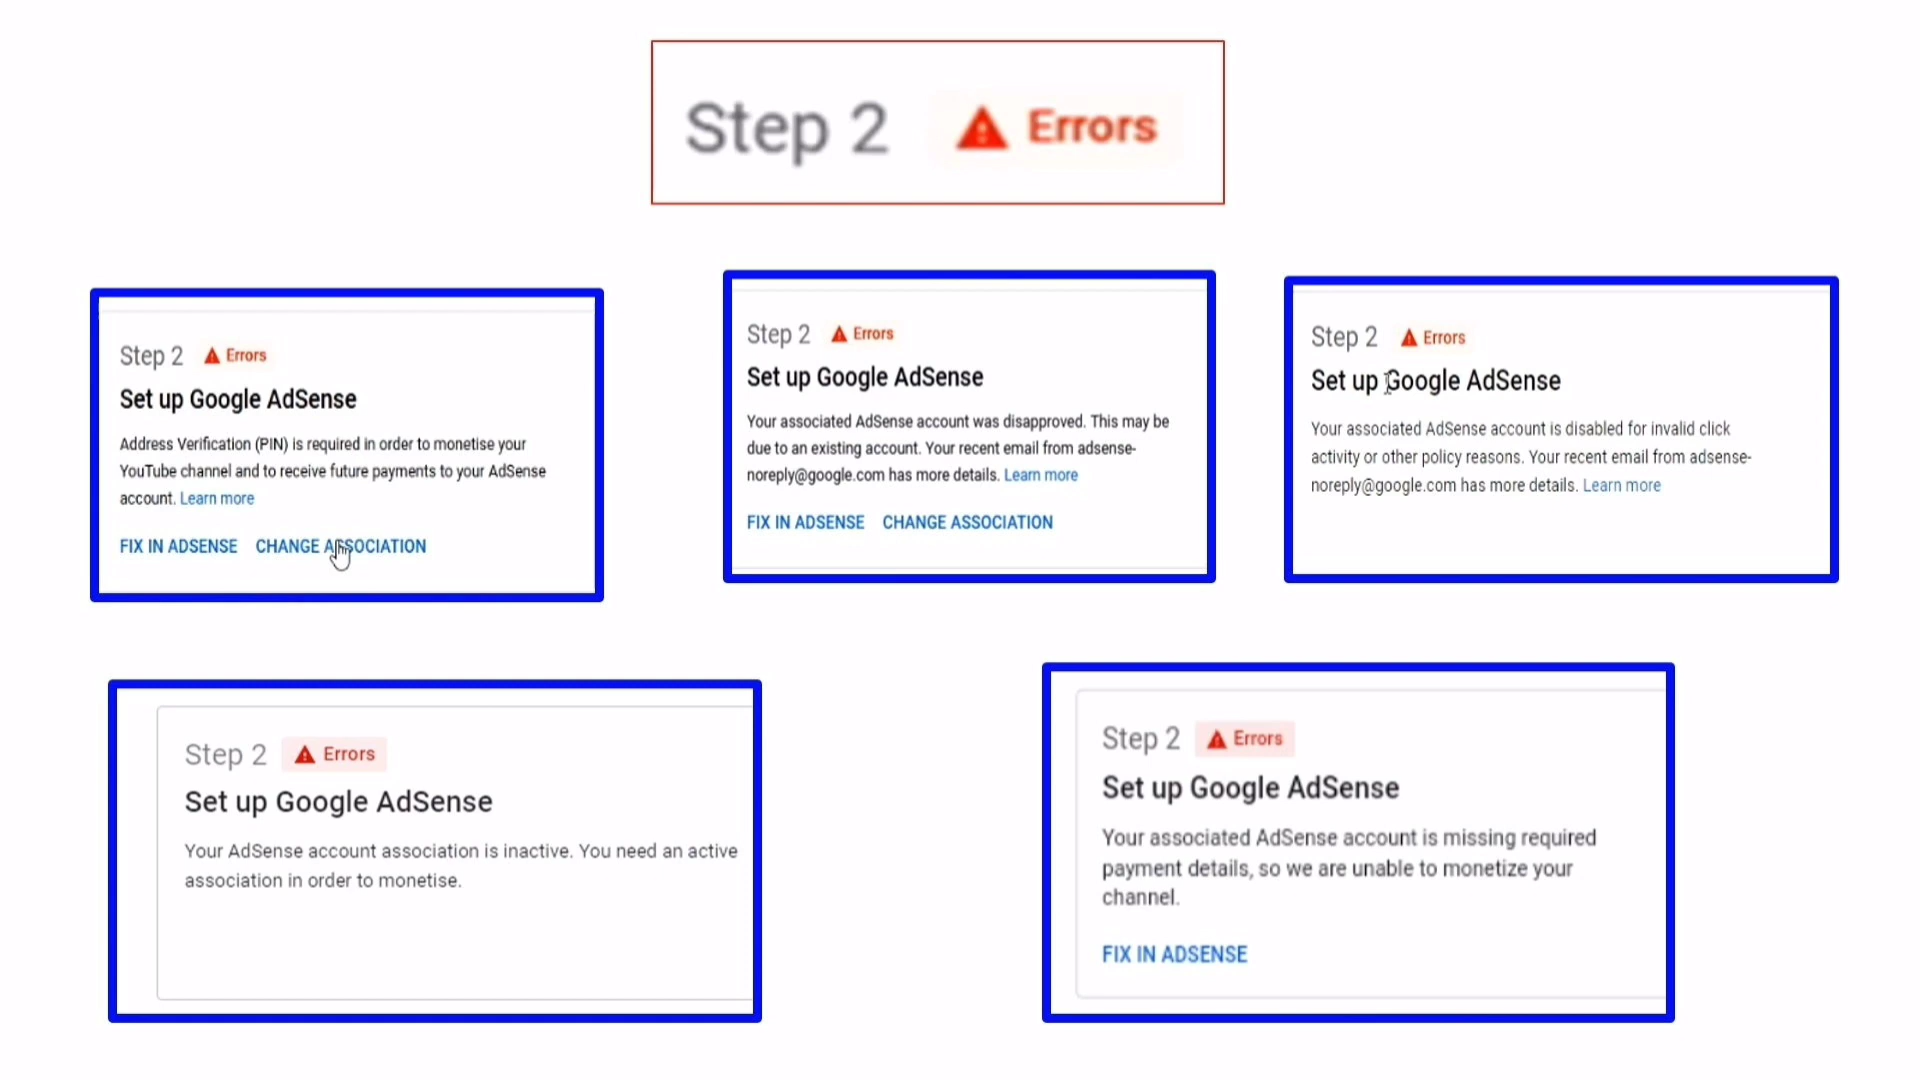 Step 2 Errors
Step 2 Errors
Set up Google AdSense
Address Verification (PIN) is required in order to monetise your
YouTube channel and to receive future payments to your AdSense
account. Learn more
FIX IN ADSENSE CHANGE ASSOCIATION
Step 2 Errors
Set up Google AdSense
Your associated AdSense account was disapproved. This may be
due to an existing account. Your recent email from adsense-
noreply@google.com has more details. Learn more
FIX IN ADSENSE CHANGE ASSOCIATION
Step 2 Errors
Set up Google AdSense
Your associated AdSense account is disabled for invalid click
activity or other policy reasons. Your recent email from adsense-
noreply@google.com has more details. Learn more
Step 2 Errors
Set up Google AdSense
Your AdSense account association is inactive. You need an active
association in order to monetise.
Step 2 Errors
Set up Google AdSense
Your associated AdSense account is missing required
payment details, so we are unable to monetize your
channel.
FIX IN ADSENSE